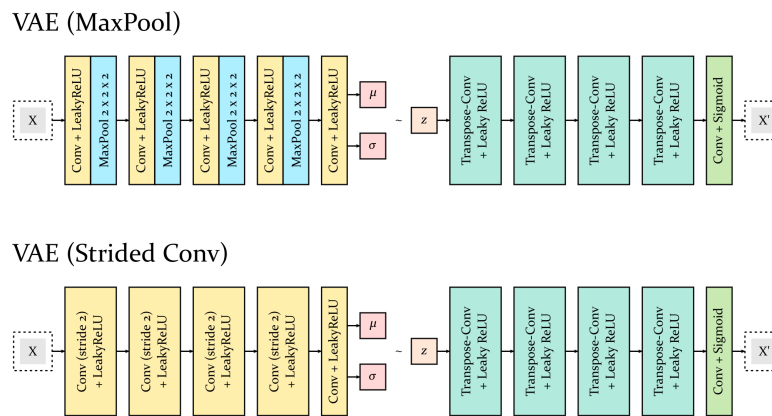 VAE (MaxPool)
X
Conv + LeakyReLU
MaxPool 2 x 2 x 2
Conv + LeakyReLU
MaxPool 2 x 2 x 2
Conv + LeakyReLU
MaxPool 2 x 2 x 2
Conv + LeakyReLU
MaxPool 2 x 2 x 2
Conv + LeakyReLU
μ
σ
~
z
Transpose-Conv
+ Leaky ReLU
Transpose-Conv
+ Leaky ReLU
Transpose-Conv
+ Leaky ReLU
Transpose-Conv
+ Leaky ReLU
Conv + Sigmoid
X'
VAE (Strided Conv)
X
Conv (stride 2)
+ LeakyReLU
Conv (stride 2)
+ LeakyReLU
Conv (stride 2)
+ LeakyReLU
Conv (stride 2)
+ LeakyReLU
Conv + LeakyReLU
μ
σ
~
z
Transpose-Conv
+ Leaky ReLU
Transpose-Conv
+ Leaky ReLU
Transpose-Conv
+ Leaky ReLU
Transpose-Conv
+ Leaky ReLU
Conv + Sigmoid
X'